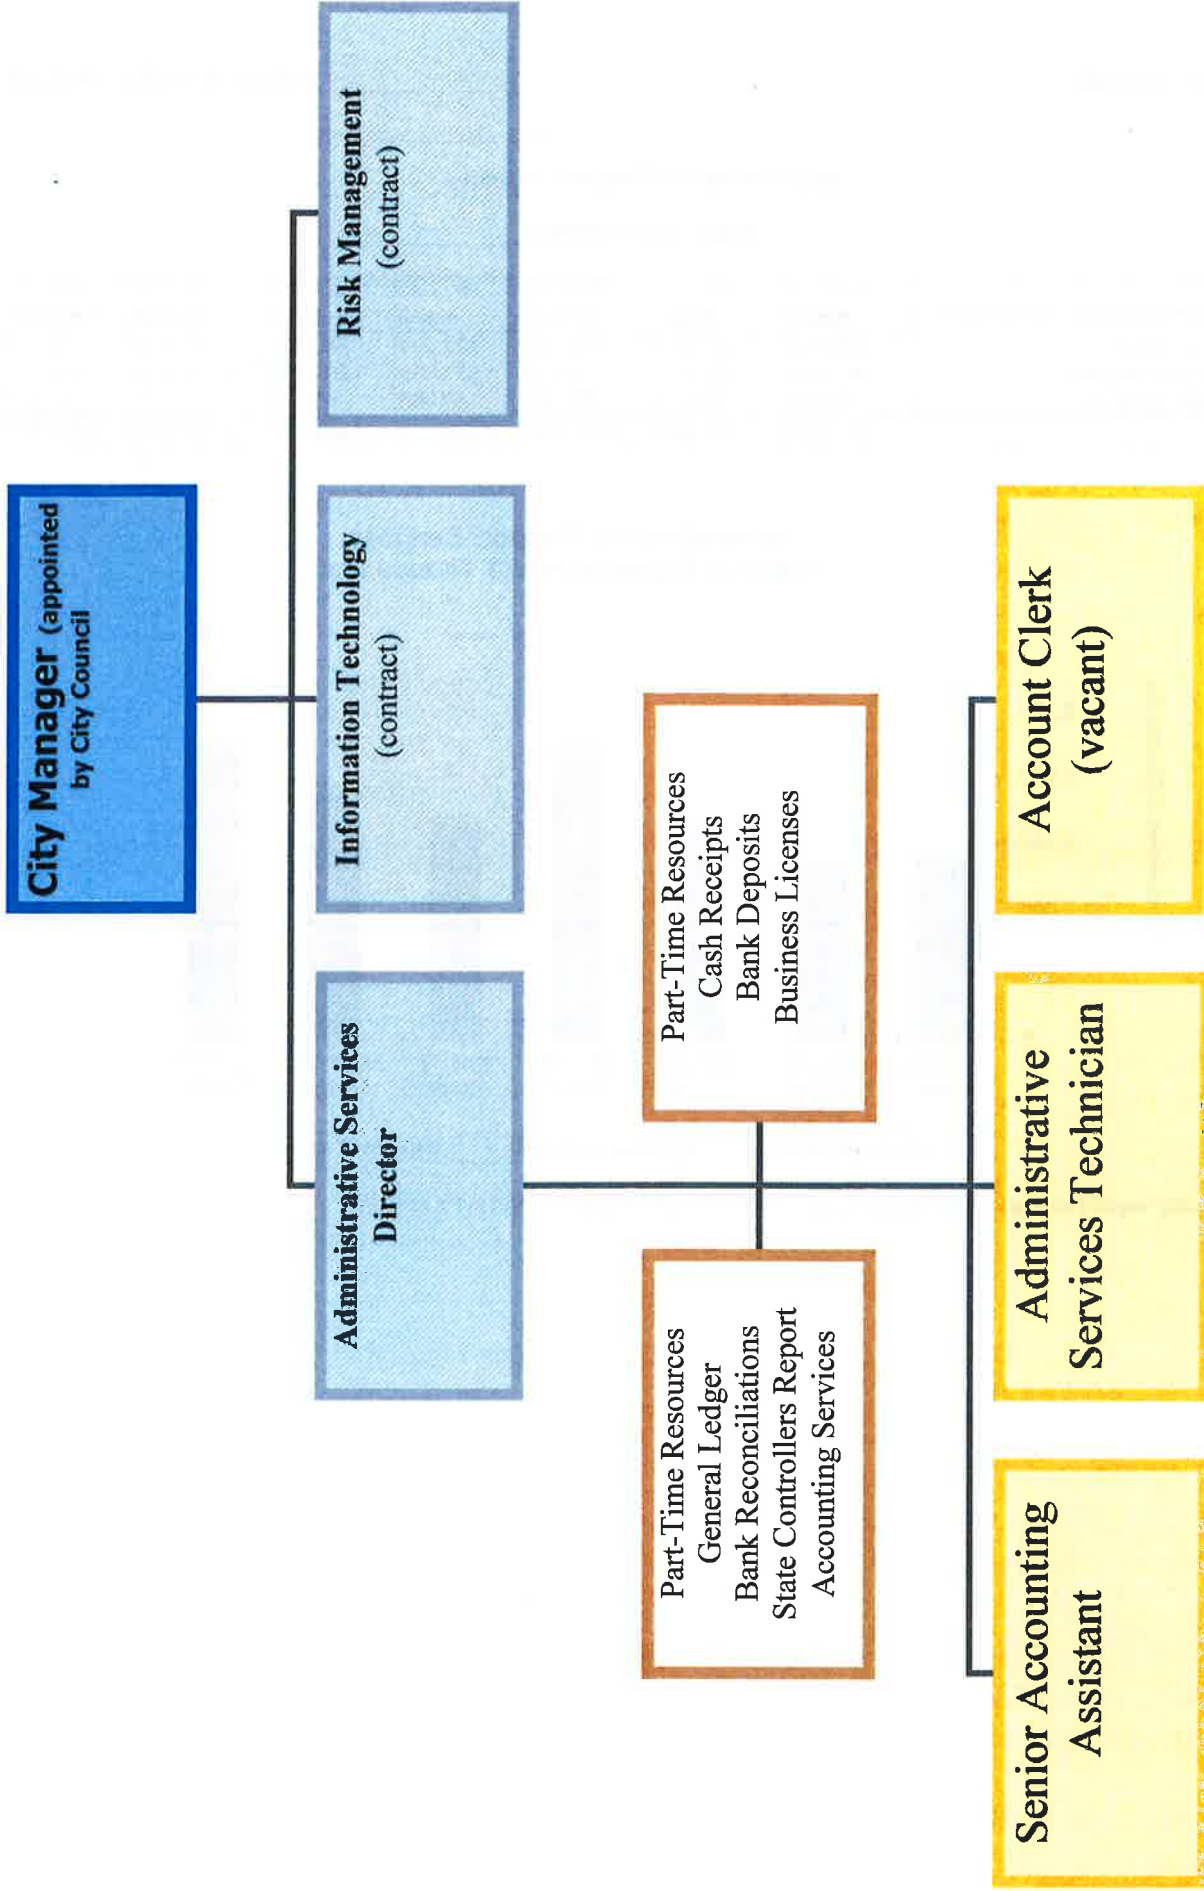 City Manager (appointed
by City Council
Administrative Services
Director
Information Technology
(contract)
Risk Management
(contract)
Part-Time Resources
General Ledger
Bank Reconciliations
State Controllers Report
Accounting Services
Part-Time Resources
Cash Receipts
Bank Deposits
Business Licenses
Senior Accounting
Assistant
Administrative
Services Technician
Account Clerk
(vacant)